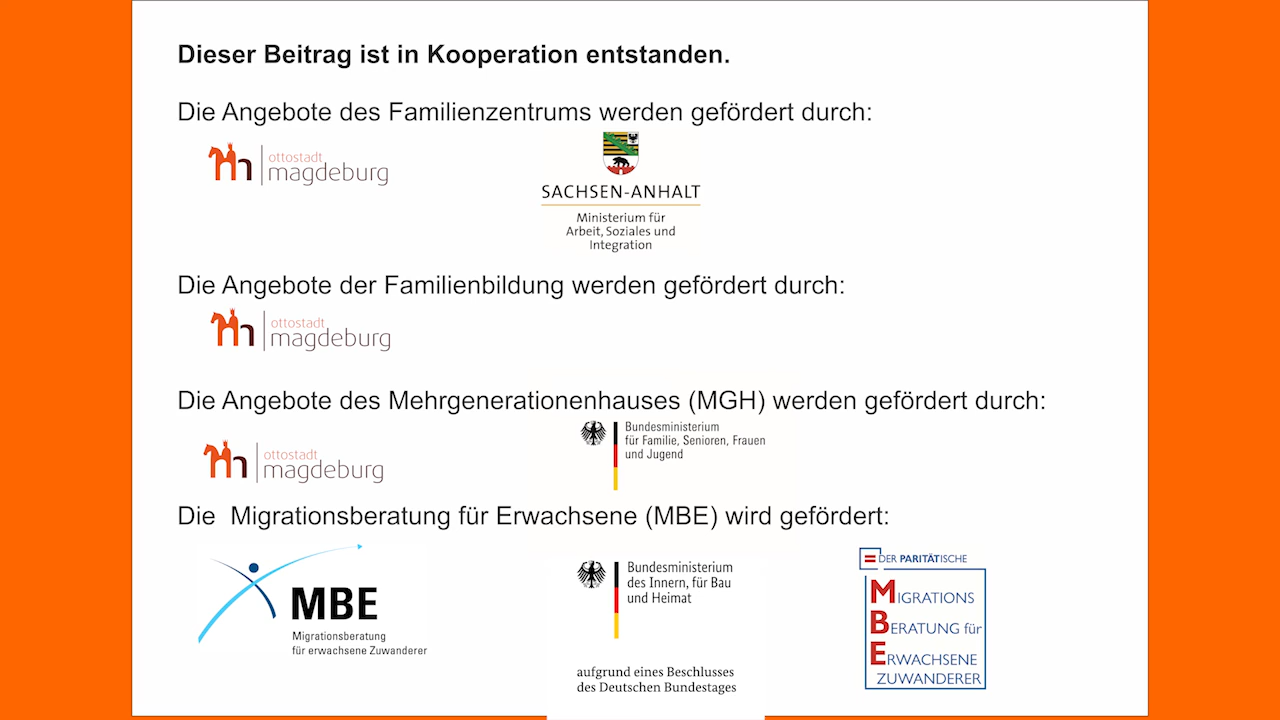 Dieser Beitrag ist in Kooperation entstanden.
Die Angebote des Familienzentrums werden gefördert durch:
ottostadt
magdeburg
SACHSEN-ANHALT
Ministerium für
Arbeit, Soziales und
Integration
Die Angebote der Familienbildung werden gefördert durch:
ottostadt
magdeburg
Die Angebote des Mehrgenerationenhauses (MGH) werden gefördert durch:
ottostadt
magdeburg
Bundesministerium
für Familie, Senioren, Frauen
und Jugend
Die  Migrationsberatung für Erwachsene (MBE) wird gefördert:
MBE
Migrationsberatung
für erwachsene Zuwanderer
Bundesministerium
des Innern, für Bau
und Heimat
aufgrund eines Beschlusses
des Deutschen Bundestages
DER PARITÄTISCHE
MIGRATIONS
BERATUNG für
ERWACHSENE
ZUWANDERER